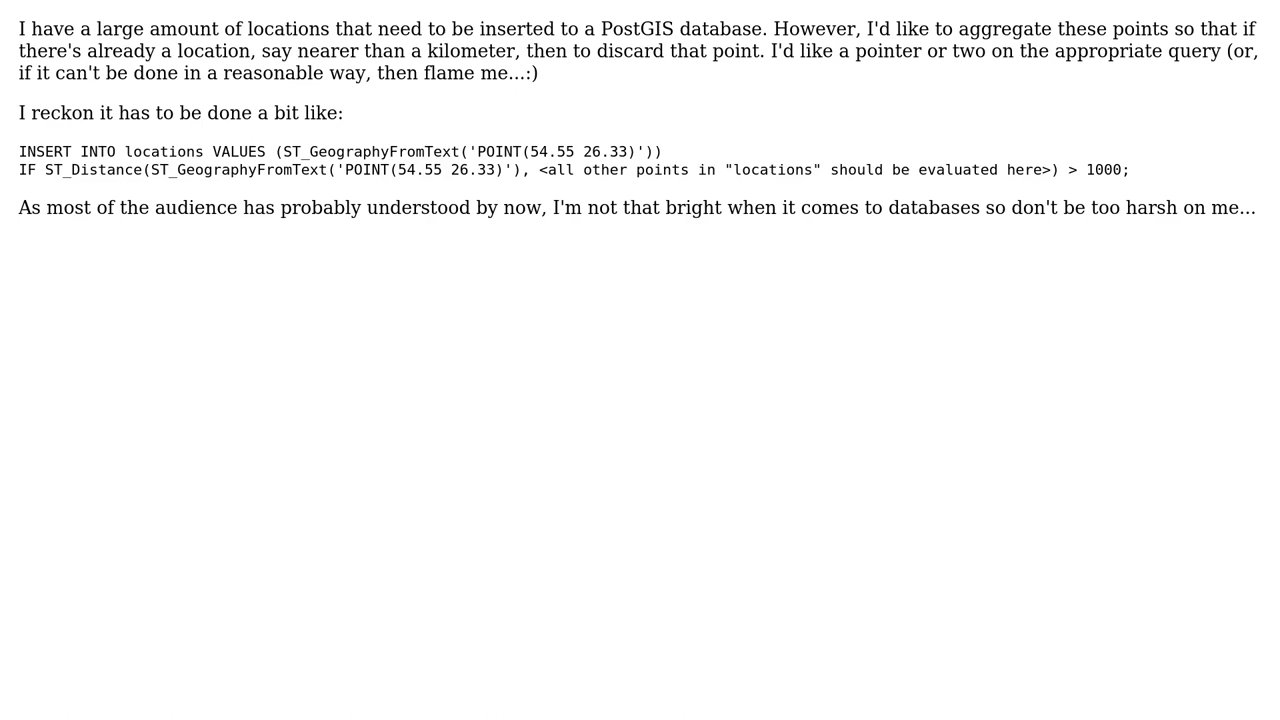 I have a large amount of locations that need to be inserted to a PostGIS database. However, I'd like to aggregate these points so that if
there's already a location, say nearer than a kilometer, then to discard that point. I'd like a pointer or two on the appropriate query (or,
if it can't be done in a reasonable way, then flame me...:)
I reckon it has to be done a bit like:
INSERT INTO locations VALUES (ST_GeographyFromText('POINT(54.55 26.33)'))
IF ST_Distance(ST_GeographyFromText('POINT(54.55 26.33)'), <all other points in "locations" should be evaluated here>) > 1000;
As most of the audience has probably understood by now, I'm not that bright when it comes to databases so don't be too harsh on me...